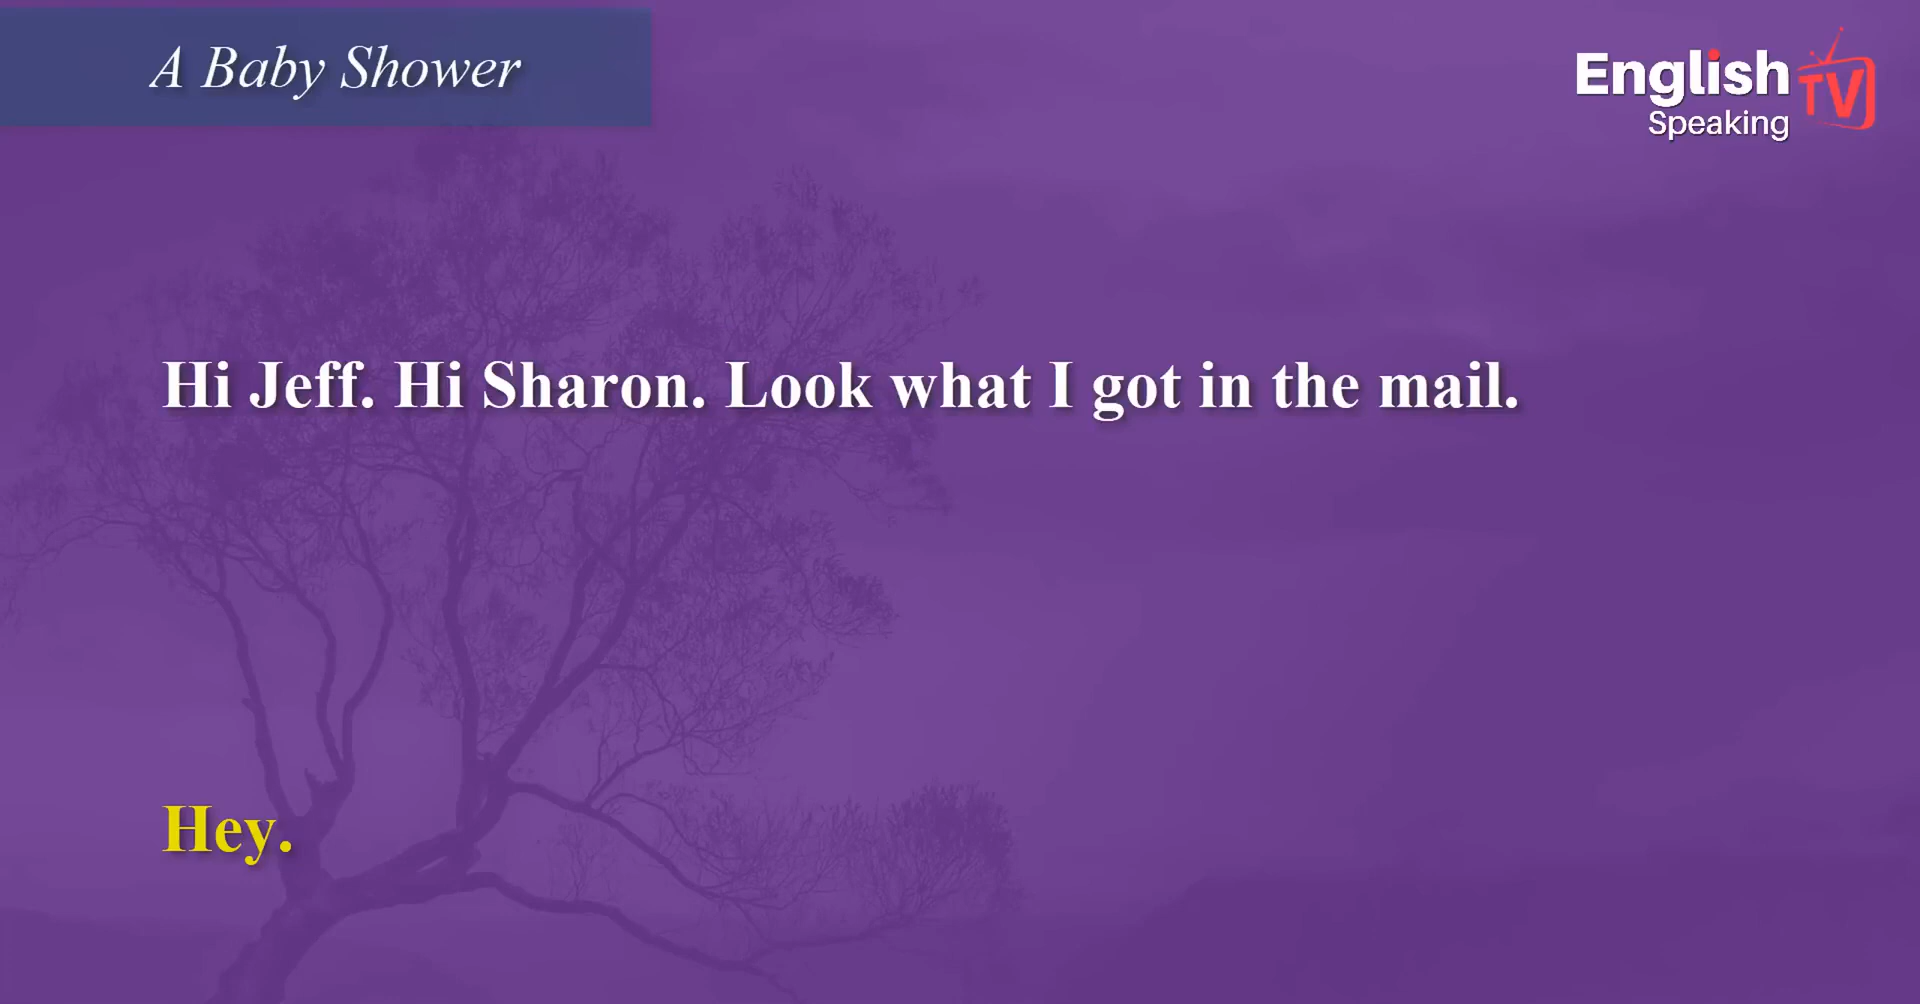 A Baby Shower
English
Speaking
TV
Hi Jeff. Hi Sharon. Look what I got in the mail.
Hey.